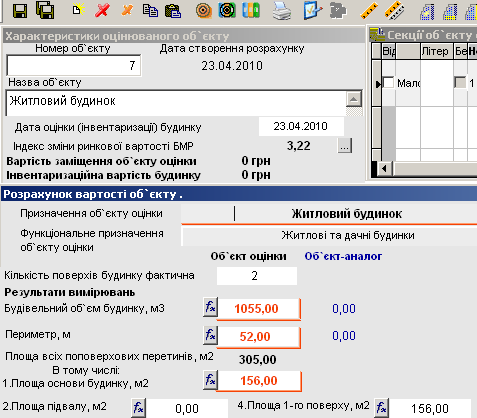 Характеристики оцінюваного об`єкту
Секції об`єкту
Номер об`єкту Дата створення розрахунку
7 23.04.2010
Від Літер Бе На
Назва об`єкту
Житловий будинок
Мало 1
Дата оцінки (інвентаризації) будинку 23.04.2010
Індекс зміни ринкової вартості БМР 3,22 ...
Вартість заміщення об`єкту оцінки 0 грн
Інвентаризаційна вартість будинку 0 грн
Розрахунок вартості об`єкту .
Призначення об`єкту оцінки Житловий будинок
Функціональне призначення об`єкту оцінки Житлові та дачні будинки
Об`єкт оцінки Об`єкт-аналог
Кількість поверхів будинку фактична 2
Результати вимірювань
Будівельний об`єм будинку, м3 fx 1055,00 0,00
Периметр, м fx 52,00 0,00
Площа всіх поповерхових перетинів, м2 305,00
В тому числі:
1.Площа основи будинку, м2 fx 156,00
2.Площа підвалу, м2 fx 0,00 4.Площа 1-го поверху, м2 fx 156,00